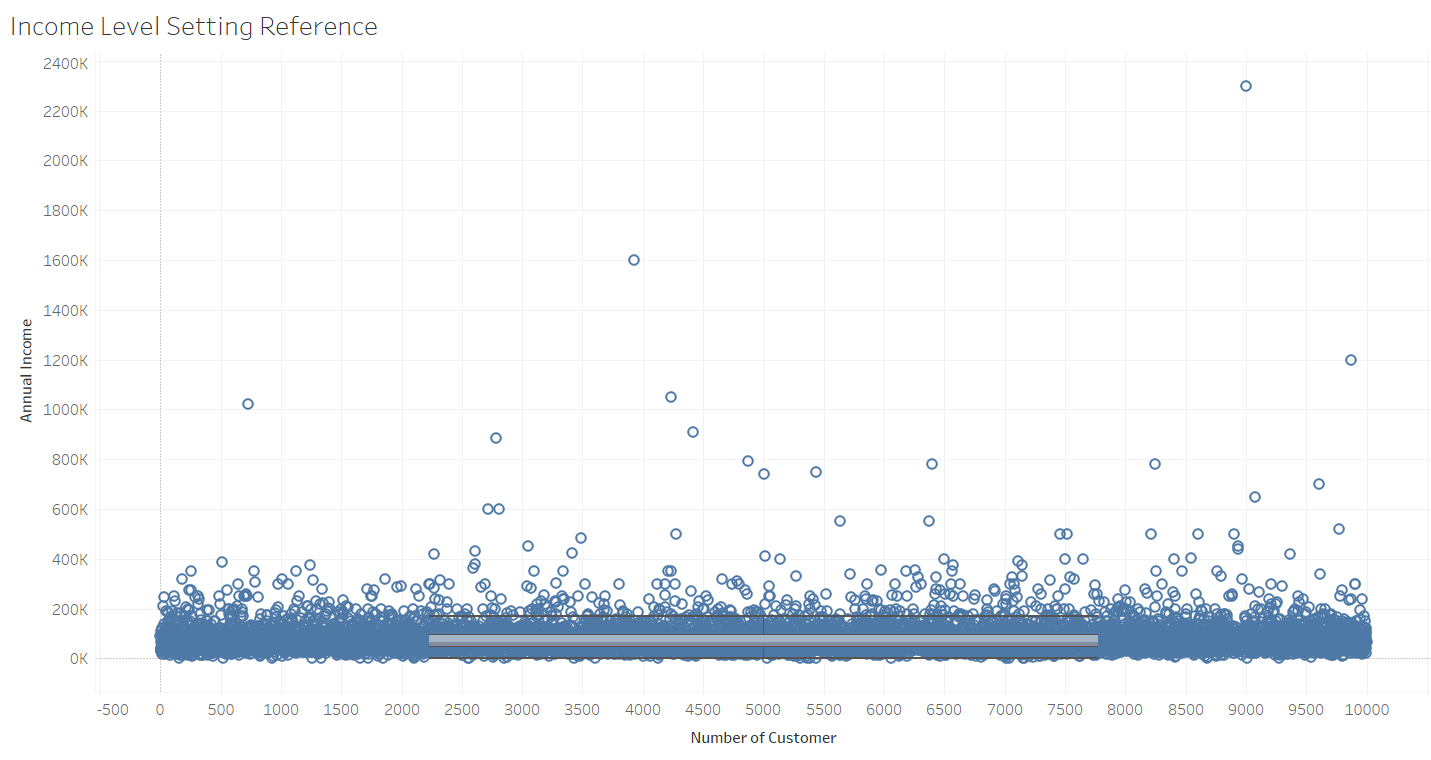 Income Level Setting Reference
2400K
2200K
2000K
1800K
1600K
1400K
1200K
1000K
800K
600K
400K
200K
0K
Annual Income
-500 0 500 1000 1500 2000 2500 3000 3500 4000 4500 5000 5500 6000 6500 7000 7500 8000 8500 9000 9500 10000
Number of Customer